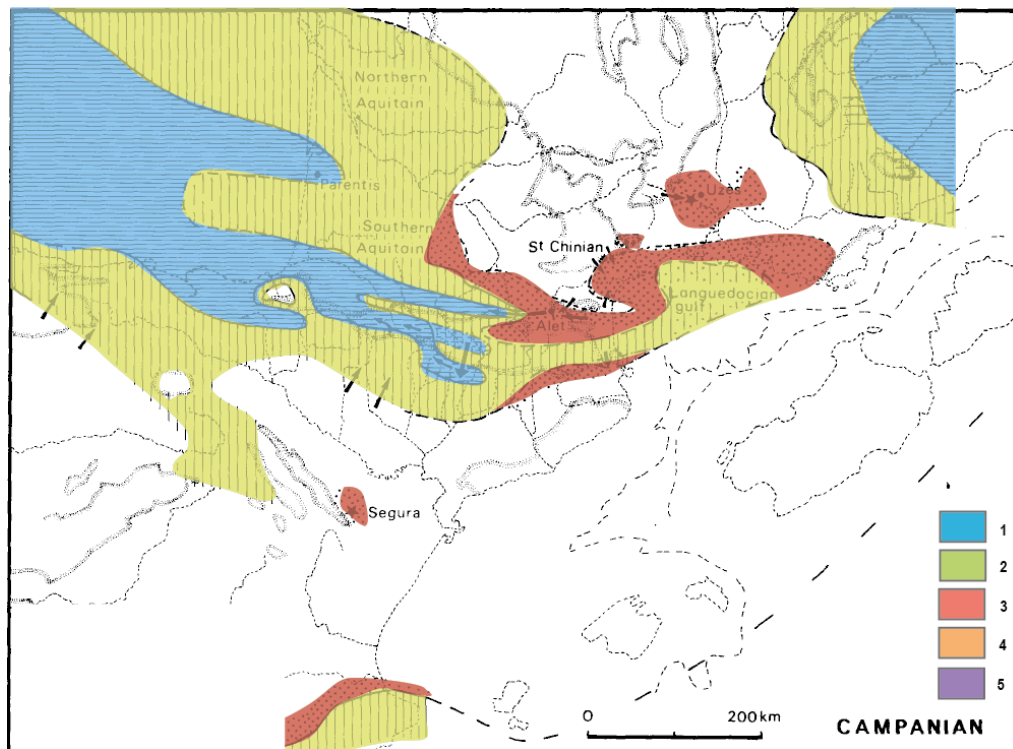 Northern
Aquitain
Parentis
Uzès
Southern
Aquitain
St Chinian
Languedocian
gulf
Alet
Segura
1
2
3
4
5
0 200 km
CAMPANIAN